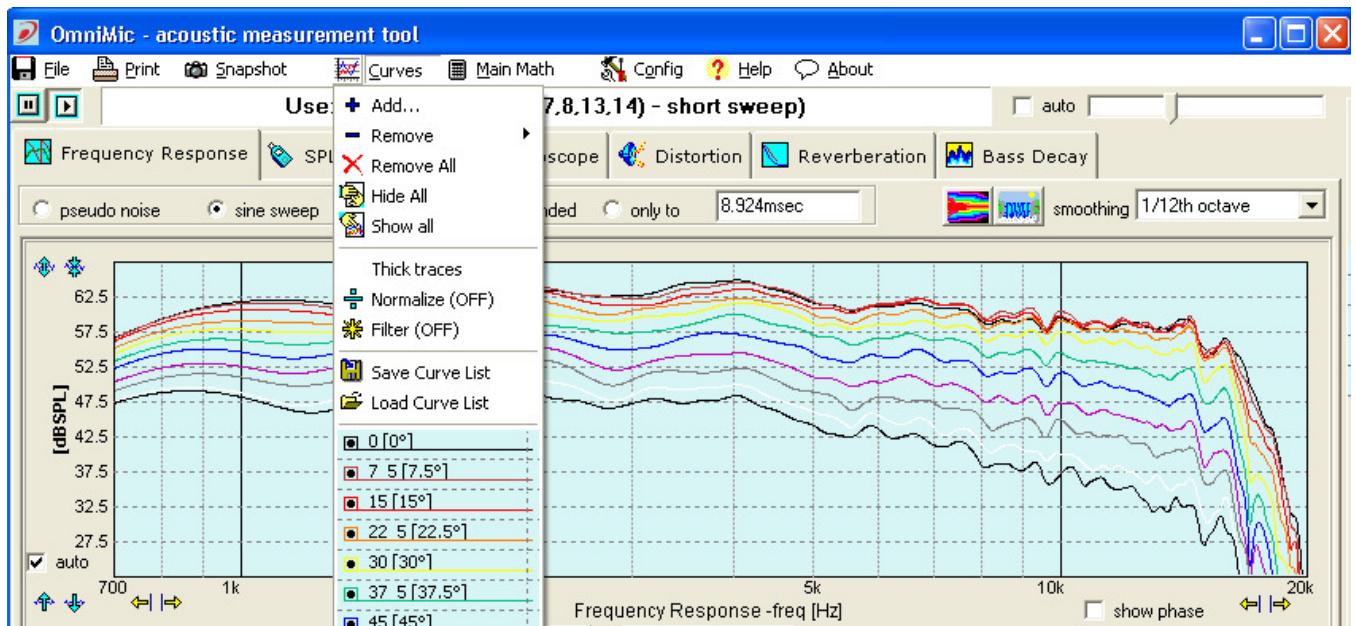 OmniMic - acoustic measurement tool
File Print Snapshot Curves Main Math Config Help About
Use: 7,8,13,14) - short sweep) auto
Frequency Response SPL scope Distortion Reverberation Bass Decay
pseudo noise sine sweep nded only to 8.924msec smoothing 1/12th octave
Add...
Remove
Remove All
Hide All
Show all
Thick traces
Normalize (OFF)
Filter (OFF)
Save Curve List
Load Curve List
0 [0°]
7 5 [7.5°]
15 [15°]
22 5 [22.5°]
30 [30°]
37 5 [37.5°]
45 [45°]
[dBSPL]
62.5
57.5
52.5
47.5
42.5
37.5
32.5
27.5
auto
700 1k 5k 10k 20k
Frequency Response -freq [Hz] show phase